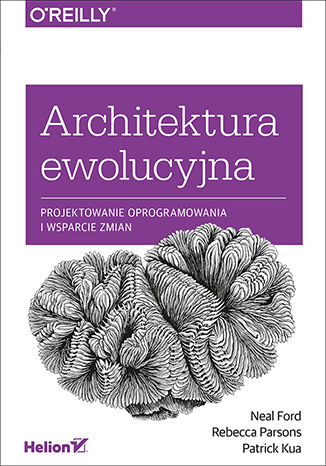 O'REILLY®
Architektura
ewolucyjna
PROJEKTOWANIE OPROGRAMOWANIA
I WSPARCIE ZMIAN
Neal Ford
Rebecca Parsons
Patrick Kua
Helion